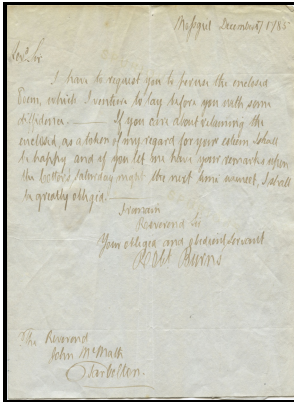 Mossgiel December 1785
Revd Sir
I have to request you to peruse the enclosed
Poem, which I venture to lay before you with some
diffidence. If you care about retaining the
enclosed, as a token of my regard for your esteem I shall
be happy, and if you let me have your remarks upon
the Cotter's Saturday night the next time we meet, I shall
be greatly obliged.
I remain
Reverend Sir
Your obliged and obedient servant
Robt Burns
The Reverend
John McMath
Tarbolton.